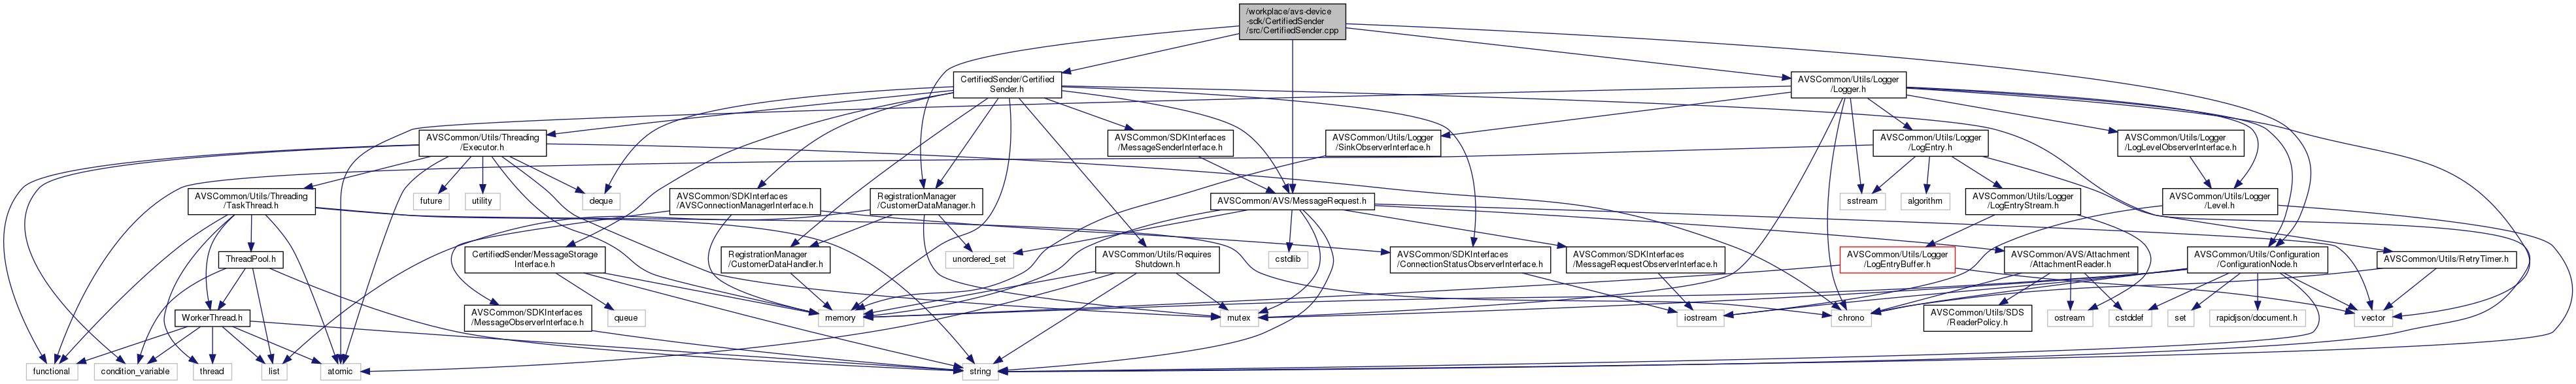 /workplace/avs-device
-sdk/CertifiedSender
/src/CertifiedSender.cpp
CertifiedSender/Certified
Sender.h
AVSCommon/Utils/Logger
/Logger.h
AVSCommon/Utils/Threading
/Executor.h
AVSCommon/SDKInterfaces
/MessageSenderInterface.h
AVSCommon/Utils/Logger
/SinkObserverInterface.h
AVSCommon/Utils/Logger
/LogEntry.h
AVSCommon/Utils/Logger
/LogLevelObserverInterface.h
AVSCommon/Utils/Threading
/TaskThread.h
future
utility
deque
AVSCommon/SDKInterfaces
/AVSConnectionManagerInterface.h
RegistrationManager
/CustomerDataManager.h
AVSCommon/AVS/MessageRequest.h
sstream
algorithm
AVSCommon/Utils/Logger
/LogEntryStream.h
AVSCommon/Utils/Logger
/Level.h
ThreadPool.h
CertifiedSender/MessageStorage
Interface.h
RegistrationManager
/CustomerDataHandler.h
unordered_set
AVSCommon/Utils/Requires
Shutdown.h
cstdlib
AVSCommon/SDKInterfaces
/ConnectionStatusObserverInterface.h
AVSCommon/SDKInterfaces
/MessageRequestObserverInterface.h
AVSCommon/Utils/Logger
/LogEntryBuffer.h
AVSCommon/AVS/Attachment
/AttachmentReader.h
AVSCommon/Utils/Configuration
/ConfigurationNode.h
AVSCommon/Utils/RetryTimer.h
WorkerThread.h
AVSCommon/SDKInterfaces
/MessageObserverInterface.h
queue
memory
mutex
iostream
chrono
AVSCommon/Utils/SDS
/ReaderPolicy.h
ostream
cstddef
set
rapidjson/document.h
vector
functional
condition_variable
thread
list
atomic
string